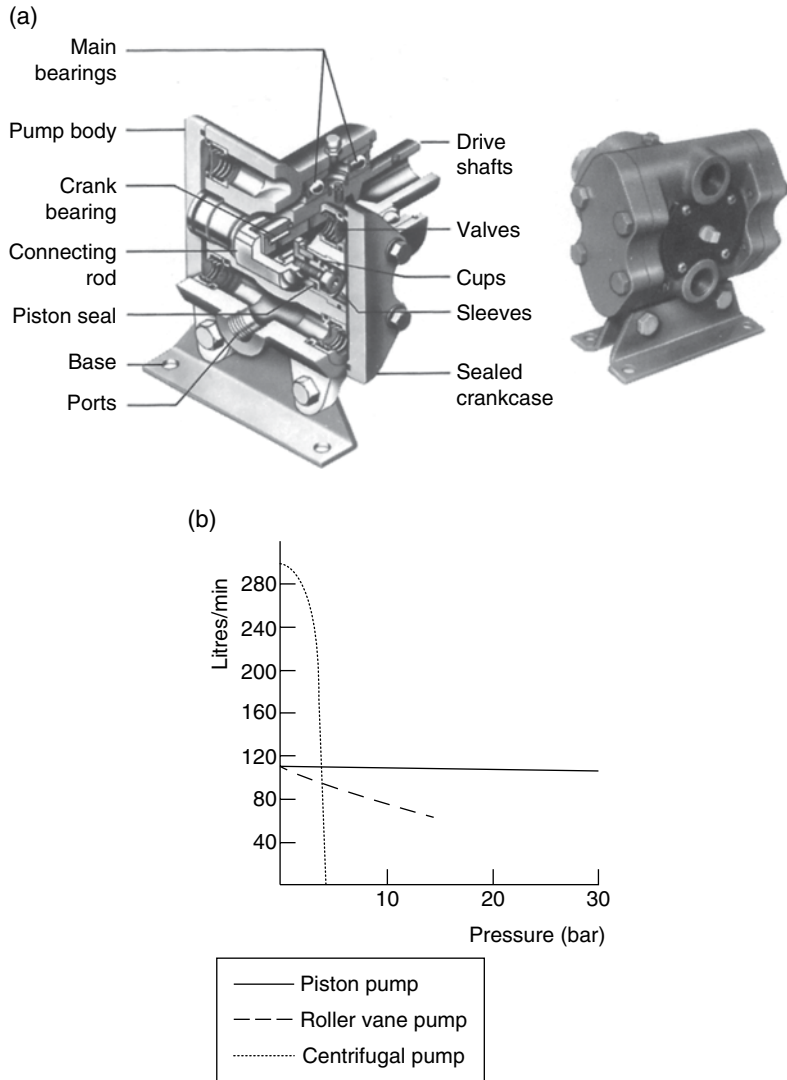 (a)
Main
bearings
Pump body
Crank
bearing
Connecting
rod
Piston seal
Base
Ports
Drive
shafts
Valves
Cups
Sleeves
Sealed
crankcase
(b)
Litres/min
280
240
200
160
120
80
40
10
20
30
Pressure (bar)
Piston pump
Roller vane pump
Centrifugal pump